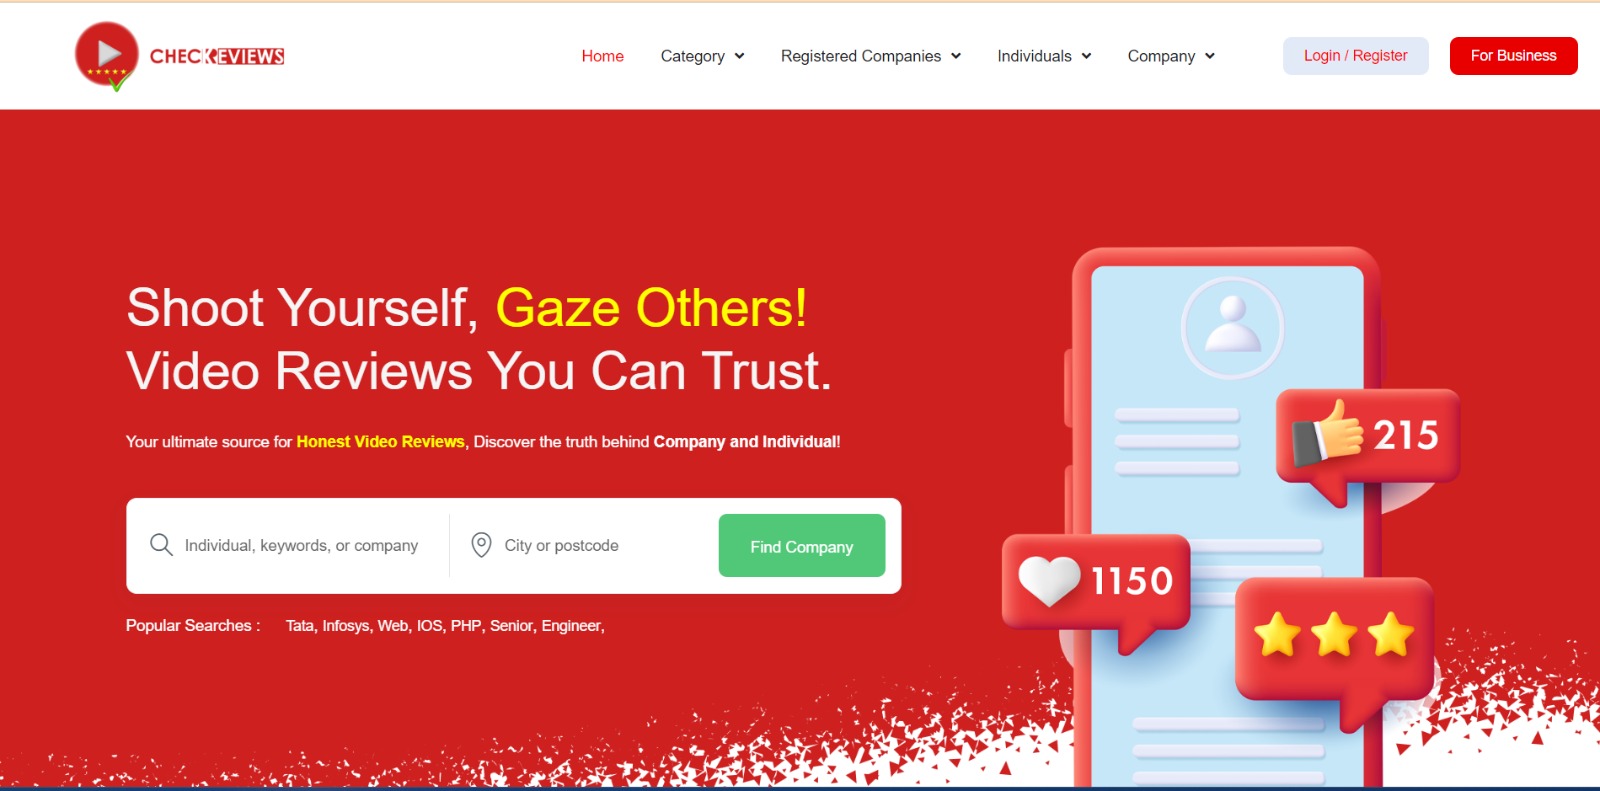 CHECKREVIEWS
Home
Category
Registered Companies
Individuals
Company
Login / Register
For Business
Shoot Yourself, Gaze Others!
Video Reviews You Can Trust.
Your ultimate source for Honest Video Reviews, Discover the truth behind Company and Individual!
Individual, keywords, or company
City or postcode
Find Company
Popular Searches :
Tata, Infosys, Web, IOS, PHP, Senior, Engineer,
215
1150